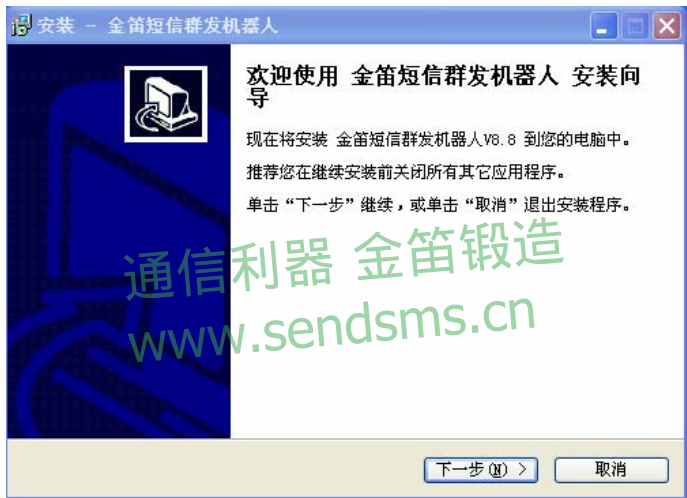 安装 - 金笛短信群发机器人
欢迎使用 金笛短信群发机器人 安装向
导
现在将安装 金笛短信群发机器人V8.8 到您的电脑中。
推荐您在继续安装前关闭所有其它应用程序。
单击“下一步”继续，或单击“取消”退出安装程序。
通信利器 金笛锻造
www.sendsms.cn
下一步(N) >
取消